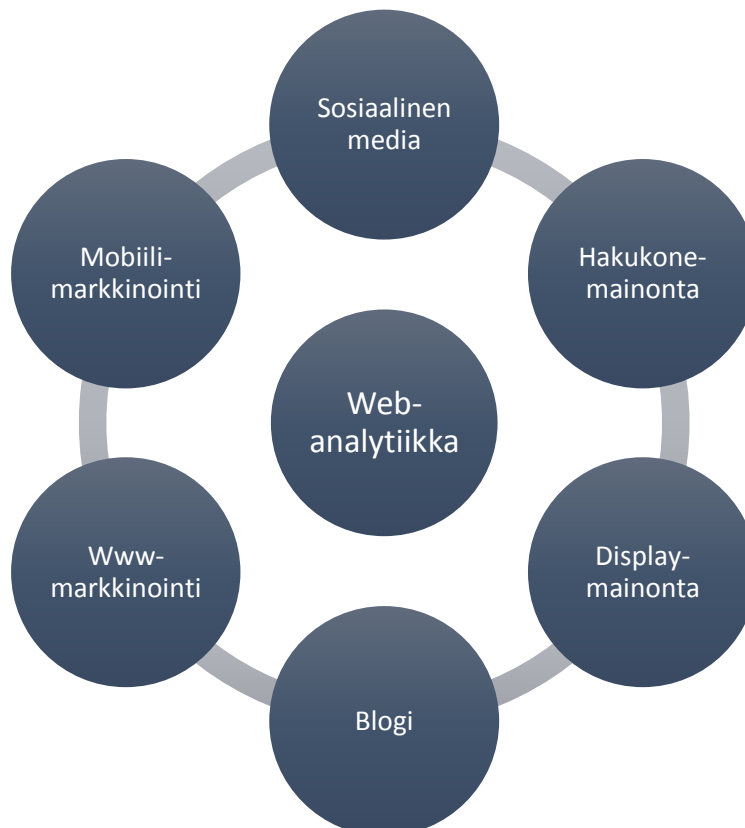 Sosiaalinen
media
Mobiili-
markkinointi
Hakukone-
mainonta
Web-
analytiikka
Www-
markkinointi
Display-
mainonta
Blogi